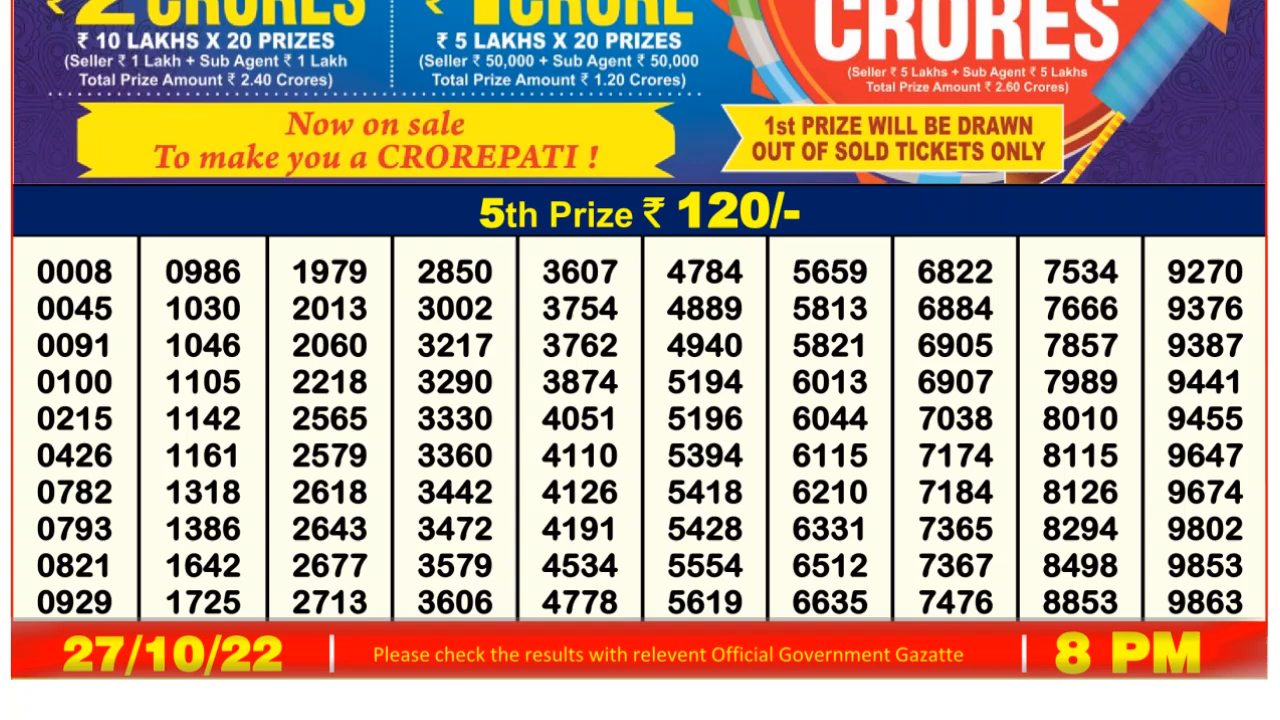 ₹ 2 CRORES
₹ 10 LAKHS X 20 PRIZES
(Seller ₹ 1 Lakh + Sub Agent ₹ 1 Lakh
Total Prize Amount ₹ 2.40 Crores)
₹ 1 CRORE
₹ 5 LAKHS X 20 PRIZES
(Seller ₹ 50,000 + Sub Agent ₹ 50,000
Total Prize Amount ₹ 1.20 Crores)
CRORES
(Seller ₹ 5 Lakhs + Sub Agent ₹ 5 Lakhs
Total Prize Amount ₹ 2.60 Crores)
Now on sale
To make you a CROREPATI !
1st PRIZE WILL BE DRAWN
OUT OF SOLD TICKETS ONLY
5th Prize ₹ 120/-
0008 0986 1979 2850 3607 4784 5659 6822 7534 9270
0045 1030 2013 3002 3754 4889 5813 6884 7666 9376
0091 1046 2060 3217 3762 4940 5821 6905 7857 9387
0100 1105 2218 3290 3874 5194 6013 6907 7989 9441
0215 1142 2565 3330 4051 5196 6044 7038 8010 9455
0426 1161 2579 3360 4110 5394 6115 7174 8115 9647
0782 1318 2618 3442 4126 5418 6210 7184 8126 9674
0793 1386 2643 3472 4191 5428 6331 7365 8294 9802
0821 1642 2677 3579 4534 5554 6512 7367 8498 9853
0929 1725 2713 3606 4778 5619 6635 7476 8853 9863
27/10/22 | Please check the results with relevent Official Government Gazatte | 8 PM